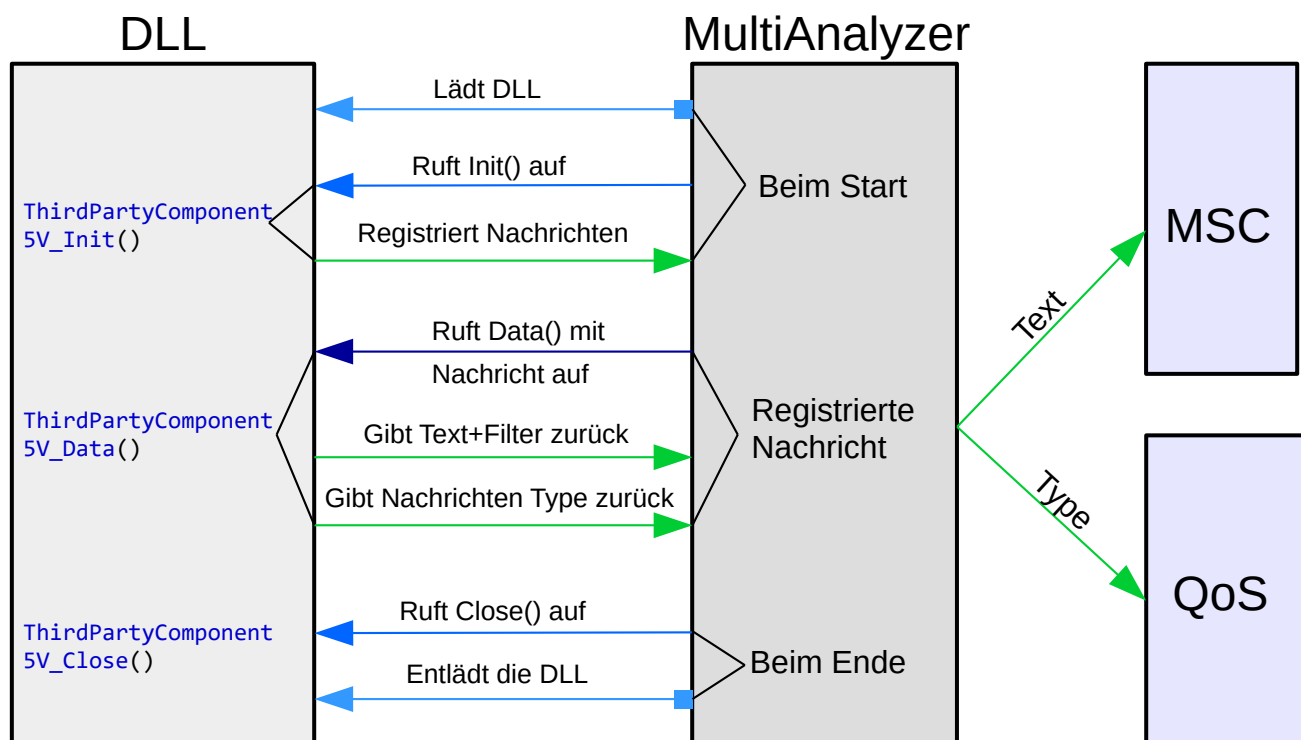 DLL
MultiAnalyzer
Lädt DLL
Ruft Init() auf
Beim Start
ThirdPartyComponent
5V_Init()
Registriert Nachrichten
MSC
Text
Ruft Data() mit
Nachricht auf
ThirdPartyComponent
5V_Data()
Gibt Text+Filter zurück
Registrierte
Nachricht
Gibt Nachrichten Type zurück
Type
QoS
Ruft Close() auf
ThirdPartyComponent
5V_Close()
Entlädt die DLL
Beim Ende